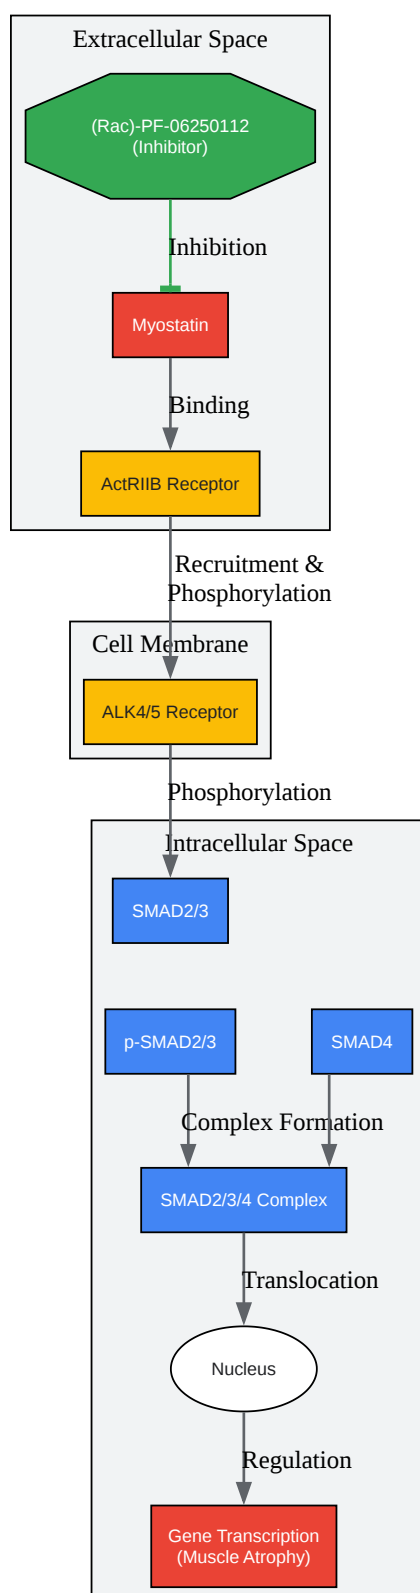 Extracellular Space
(Rac)-PF-06250112
(Inhibitor)
Inhibition
Myostatin
Binding
ActRIIB Receptor
Recruitment &
Phosphorylation
Cell Membrane
ALK4/5 Receptor
Phosphorylation
Intracellular Space
SMAD2/3
p-SMAD2/3
SMAD4
Complex Formation
SMAD2/3/4 Complex
Translocation
Nucleus
Regulation
Gene Transcription
(Muscle Atrophy)